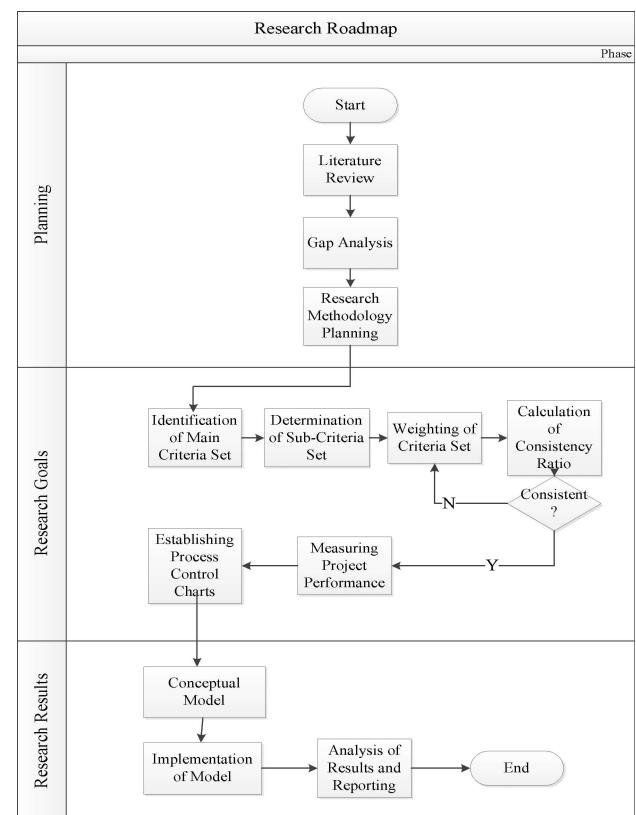 Research Roadmap
Phase
Planning
Start
Literature
Review
Gap Analysis
Research
Methodology
Planning
Research Goals
Identification
of Main
Criteria Set
Determination
of Sub-Criteria
Set
Weighting of
Criteria Set
Calculation
of
Consistency
Ratio
Consistent
?
N
Y
Measuring
Project
Performance
Establishing
Process
Control
Charts
Research Results
Conceptual
Model
Implementation
of Model
Analysis of
Results and
Reporting
End